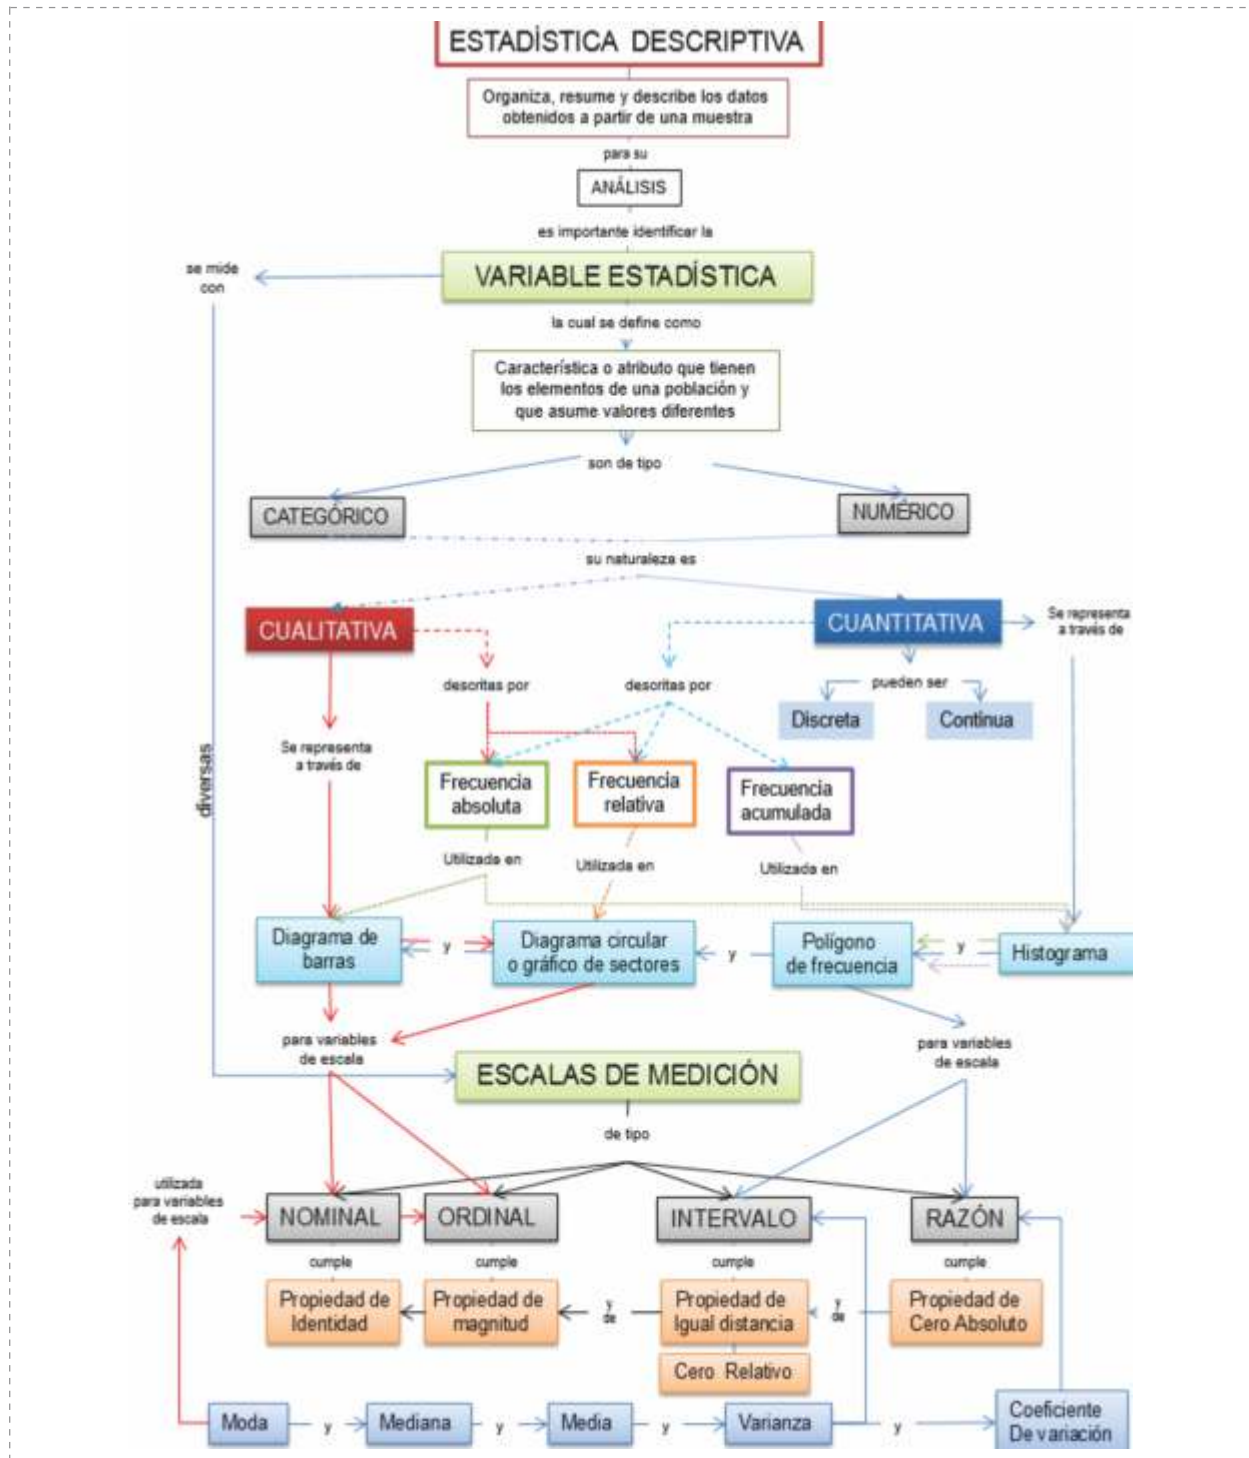 ESTADÍSTICA DESCRIPTIVA
Organiza, resume y describe los datos
obtenidos a partir de una muestra
para su
ANÁLISIS
es importante identificar la
se mide
con
VARIABLE ESTADÍSTICA
la cual se define como
Característica o atributo que tienen
los elementos de una población y
que asume valores diferentes
son de tipo
CATEGÓRICO
NUMÉRICO
su naturaleza es
CUALITATIVA
CUANTITATIVA
Se representa
a través de
descritas por
descritas por
pueden ser
Discreta
Continua
diversas
Se representa
a través de
Frecuencia
absoluta
Frecuencia
relativa
Frecuencia
acumulada
Utilizada en
Utilizada en
Utilizada en
Diagrama de
barras
y
Diagrama circular
o gráfico de sectores
y
Polígono
de frecuencia
y
Histograma
para variables
de escala
para variables
de escala
ESCALAS DE MEDICIÓN
de tipo
utilizada
para variables
de escala
NOMINAL
ORDINAL
INTERVALO
RAZÓN
cumple
cumple
cumple
cumple
Propiedad de
Identidad
Propiedad de
magnitud
y
de
Propiedad de
Igual distancia
y
de
Propiedad de
Cero Absoluto
Cero Relativo
Moda
y
Mediana
y
Media
y
Varianza
y
Coeficiente
De variación